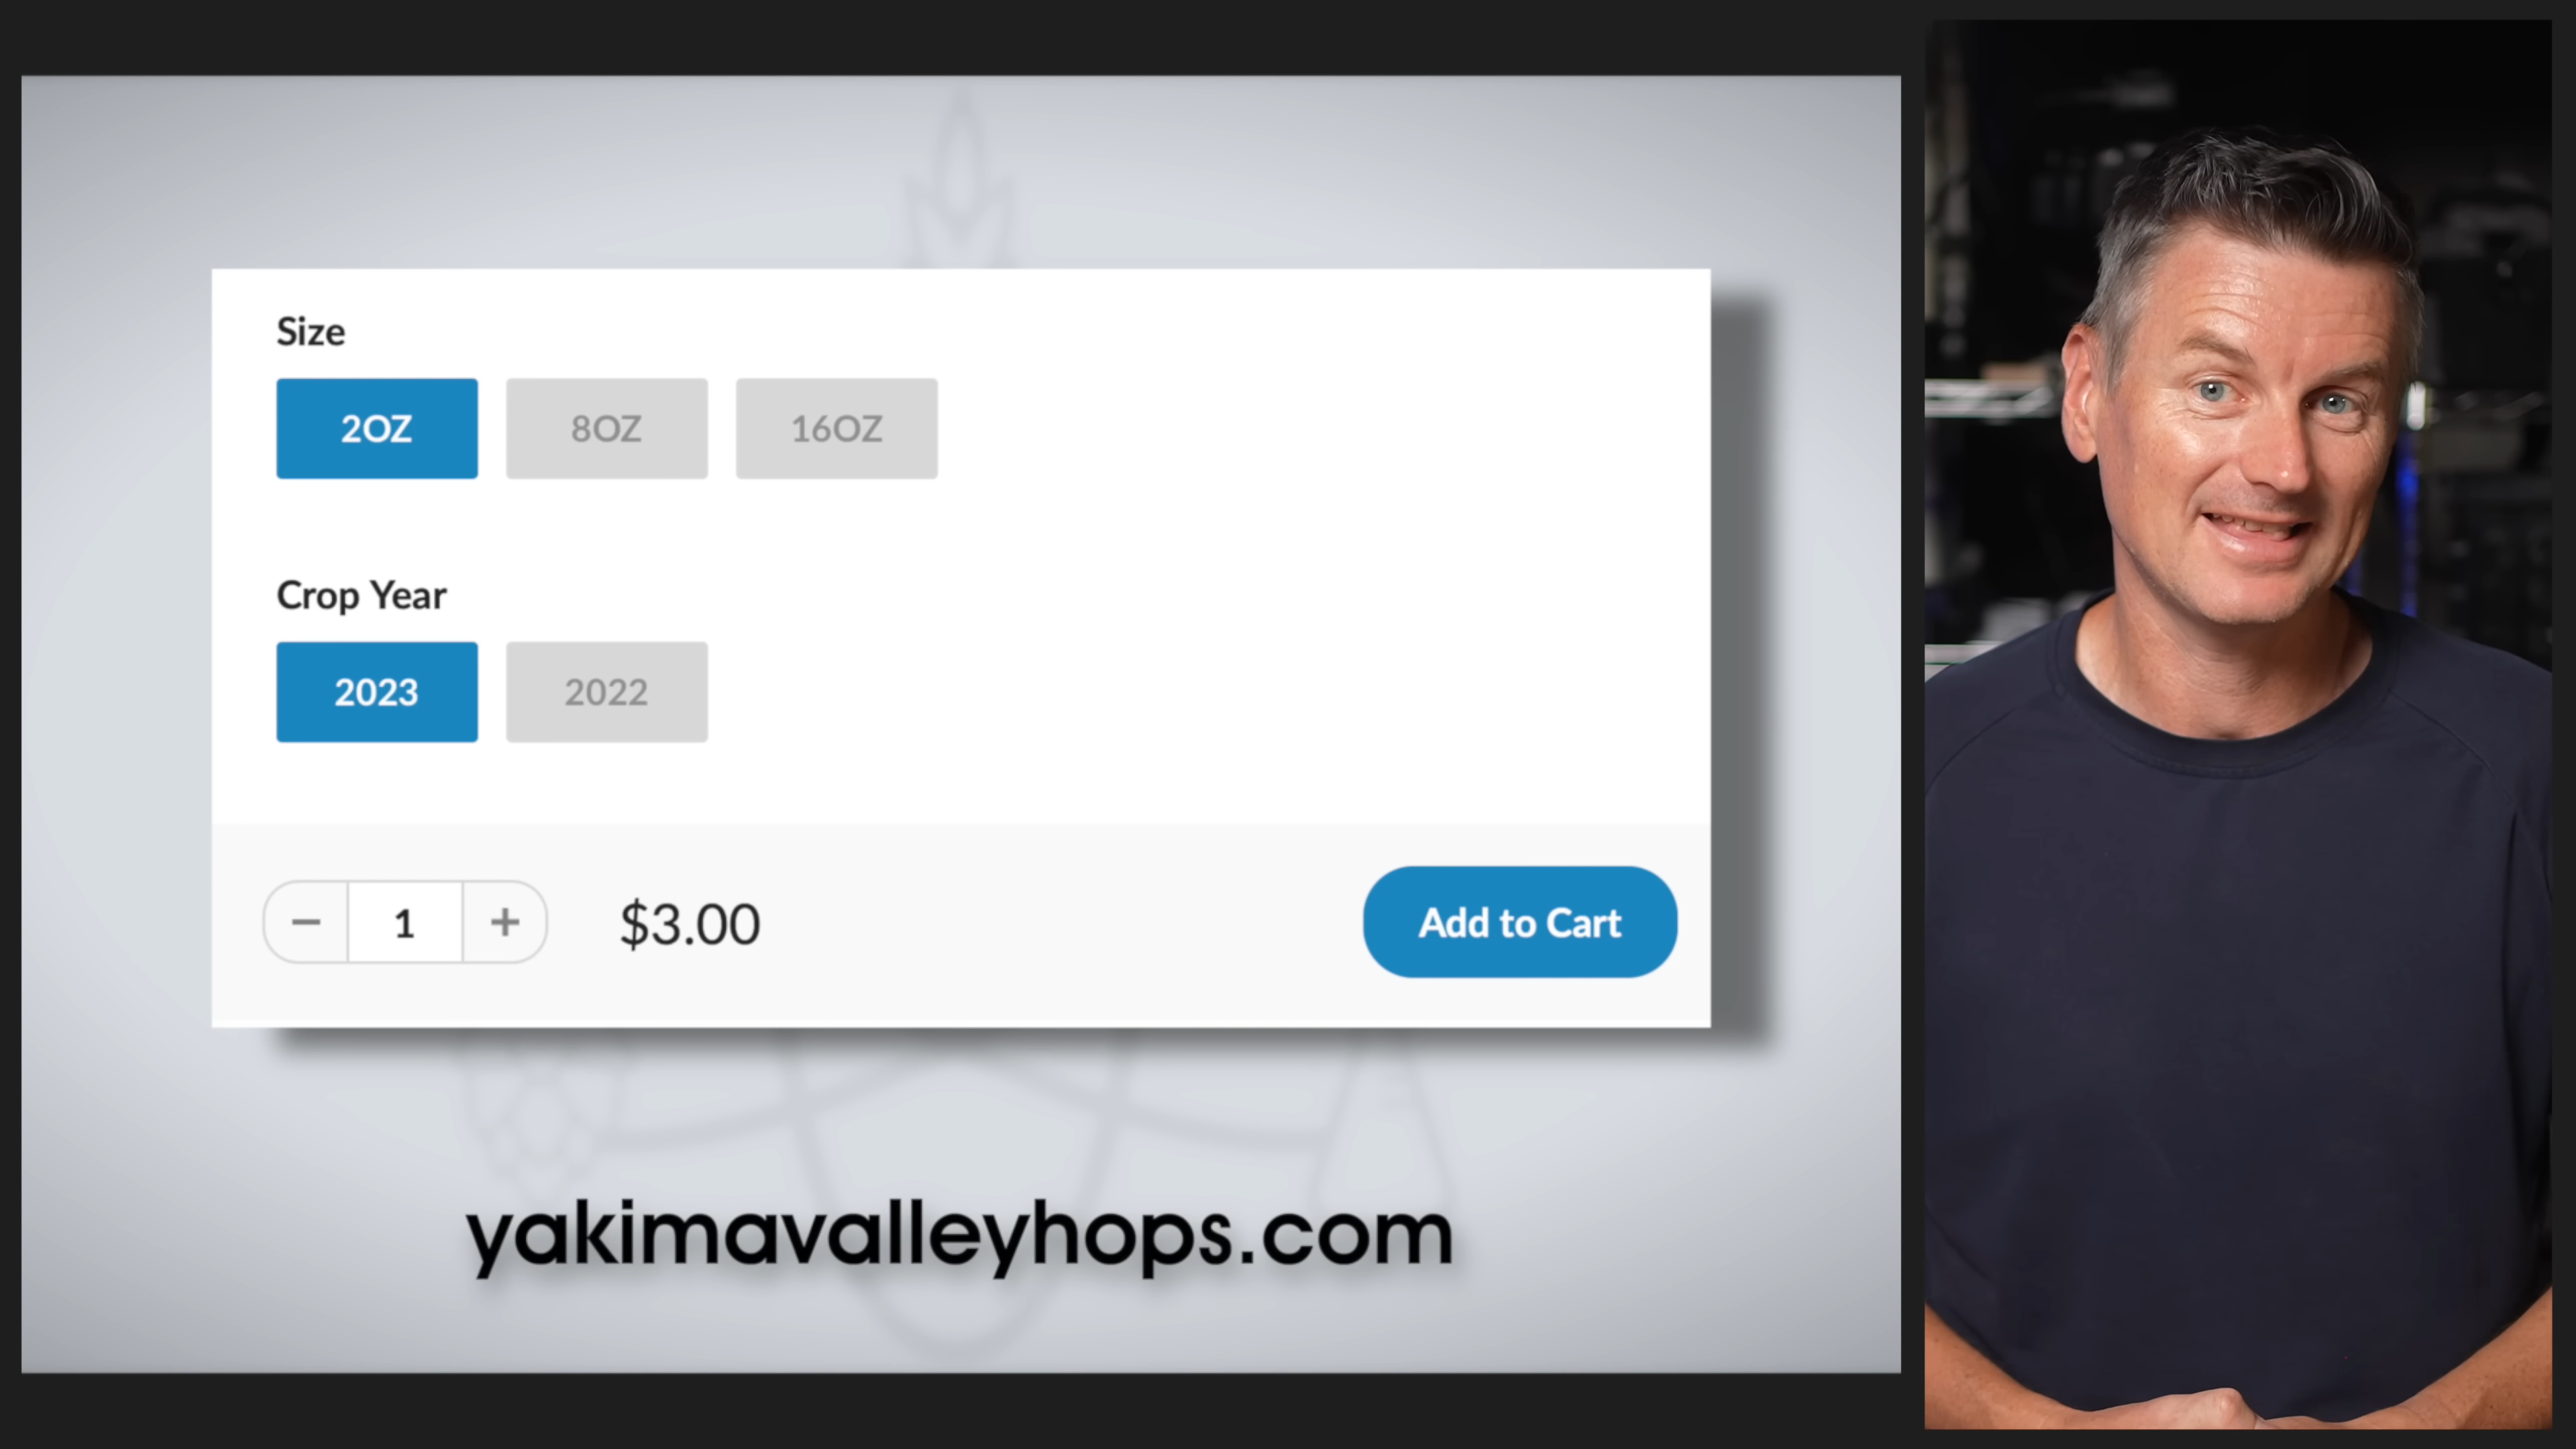 Size
2OZ 8OZ 16OZ
Crop Year
2023 2022
− 1 + $3.00 Add to Cart
yakimavalleyhops.com